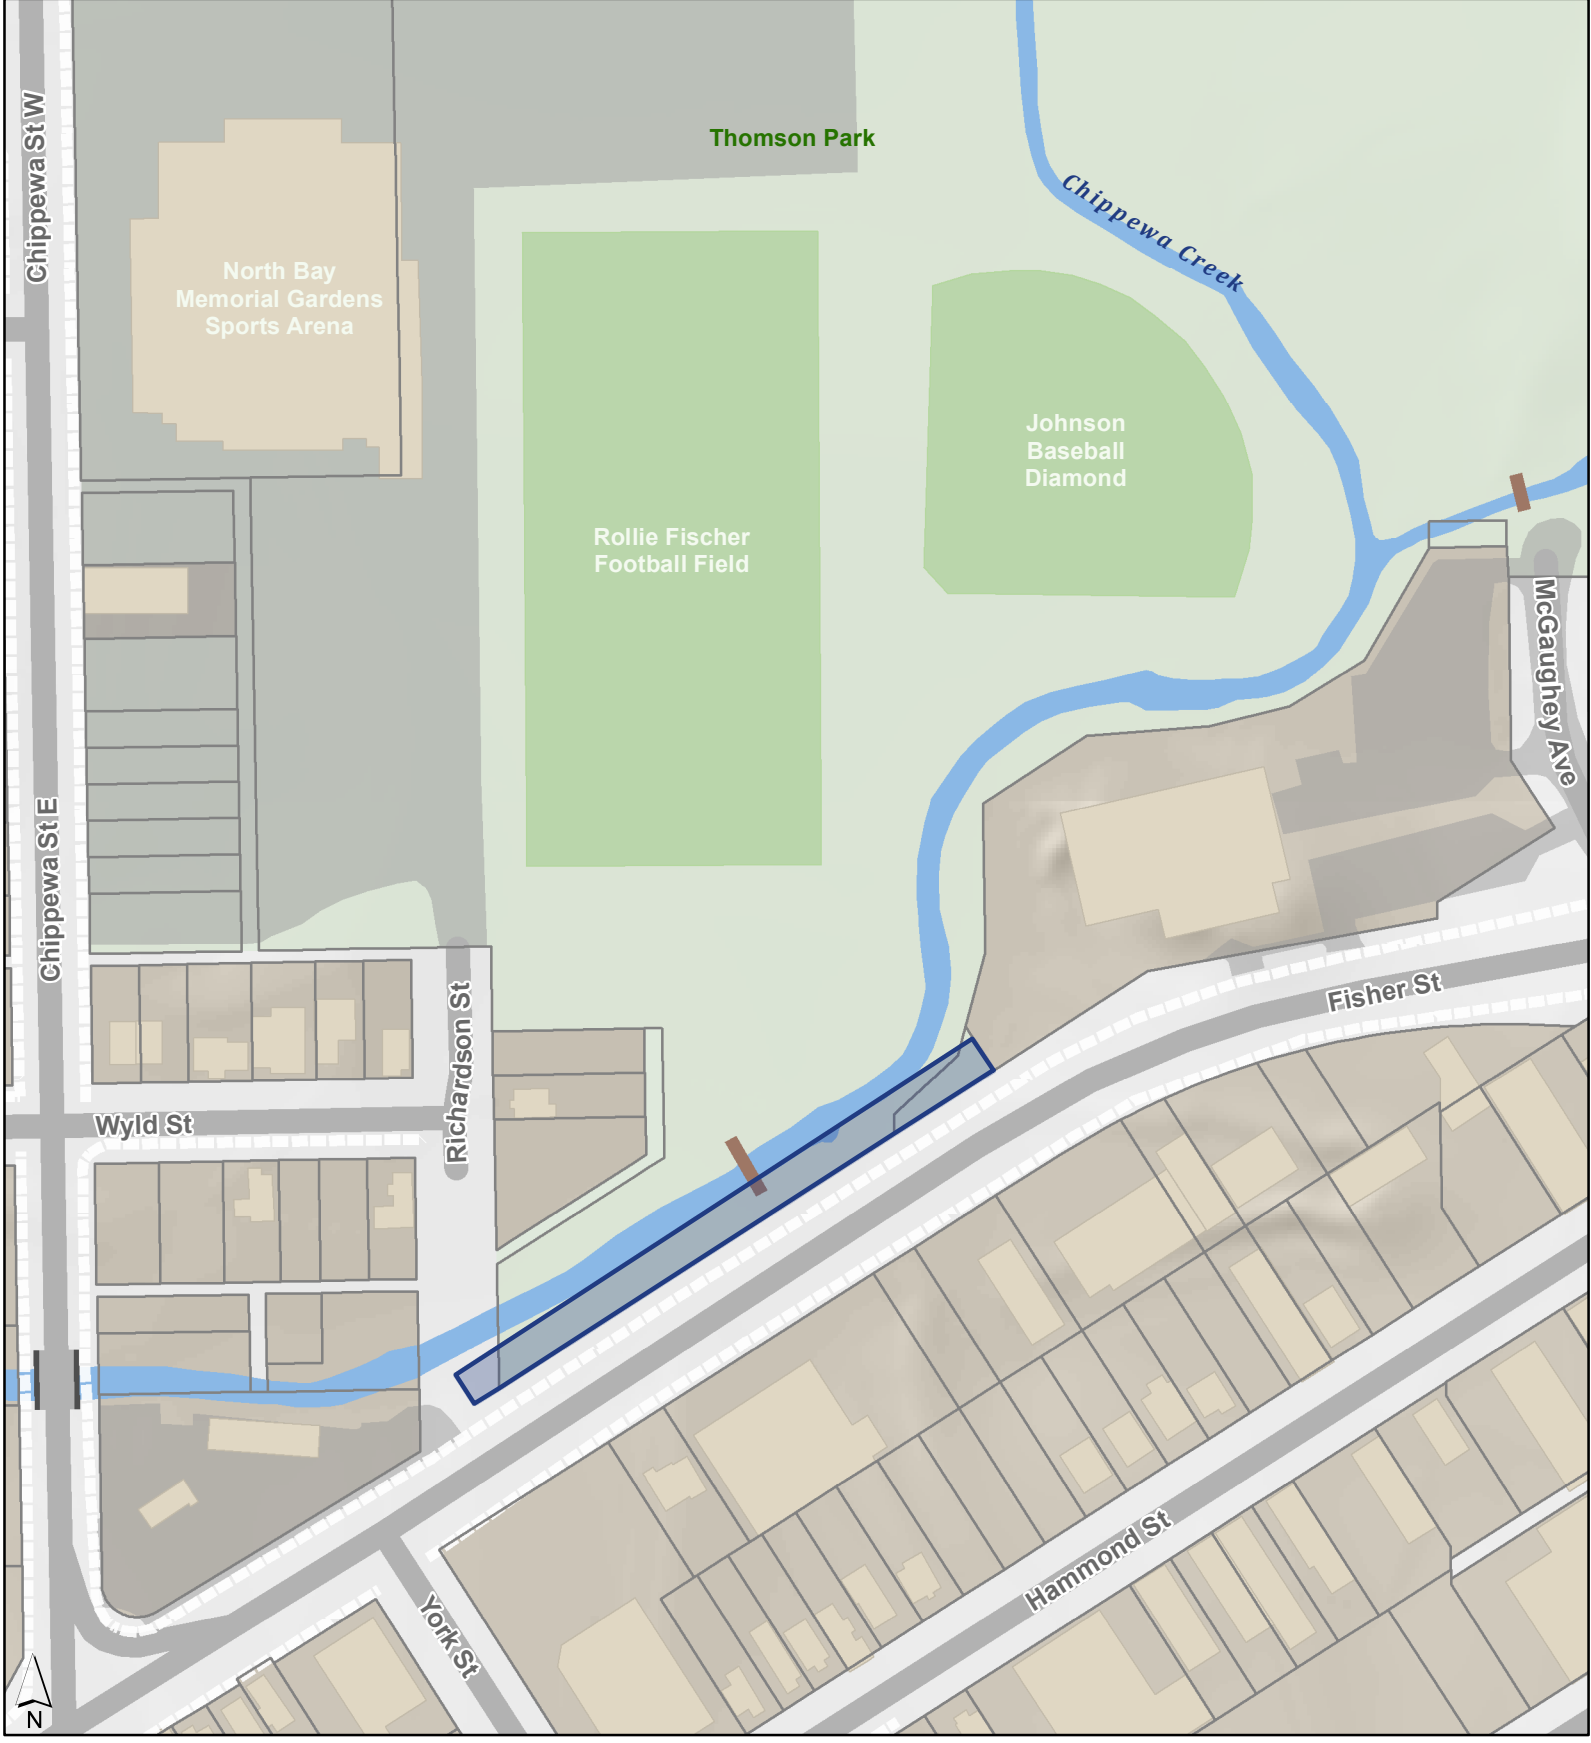 Chippewa St W
Thomson Park
Chippewa Creek
North Bay
Memorial Gardens
Sports Arena
Johnson
Baseball
Diamond
Rollie Fischer
Football Field
McGaughey Ave
Chippewa St E
Fisher St
Richardson St
Wyld St
Hammond St
York St
N